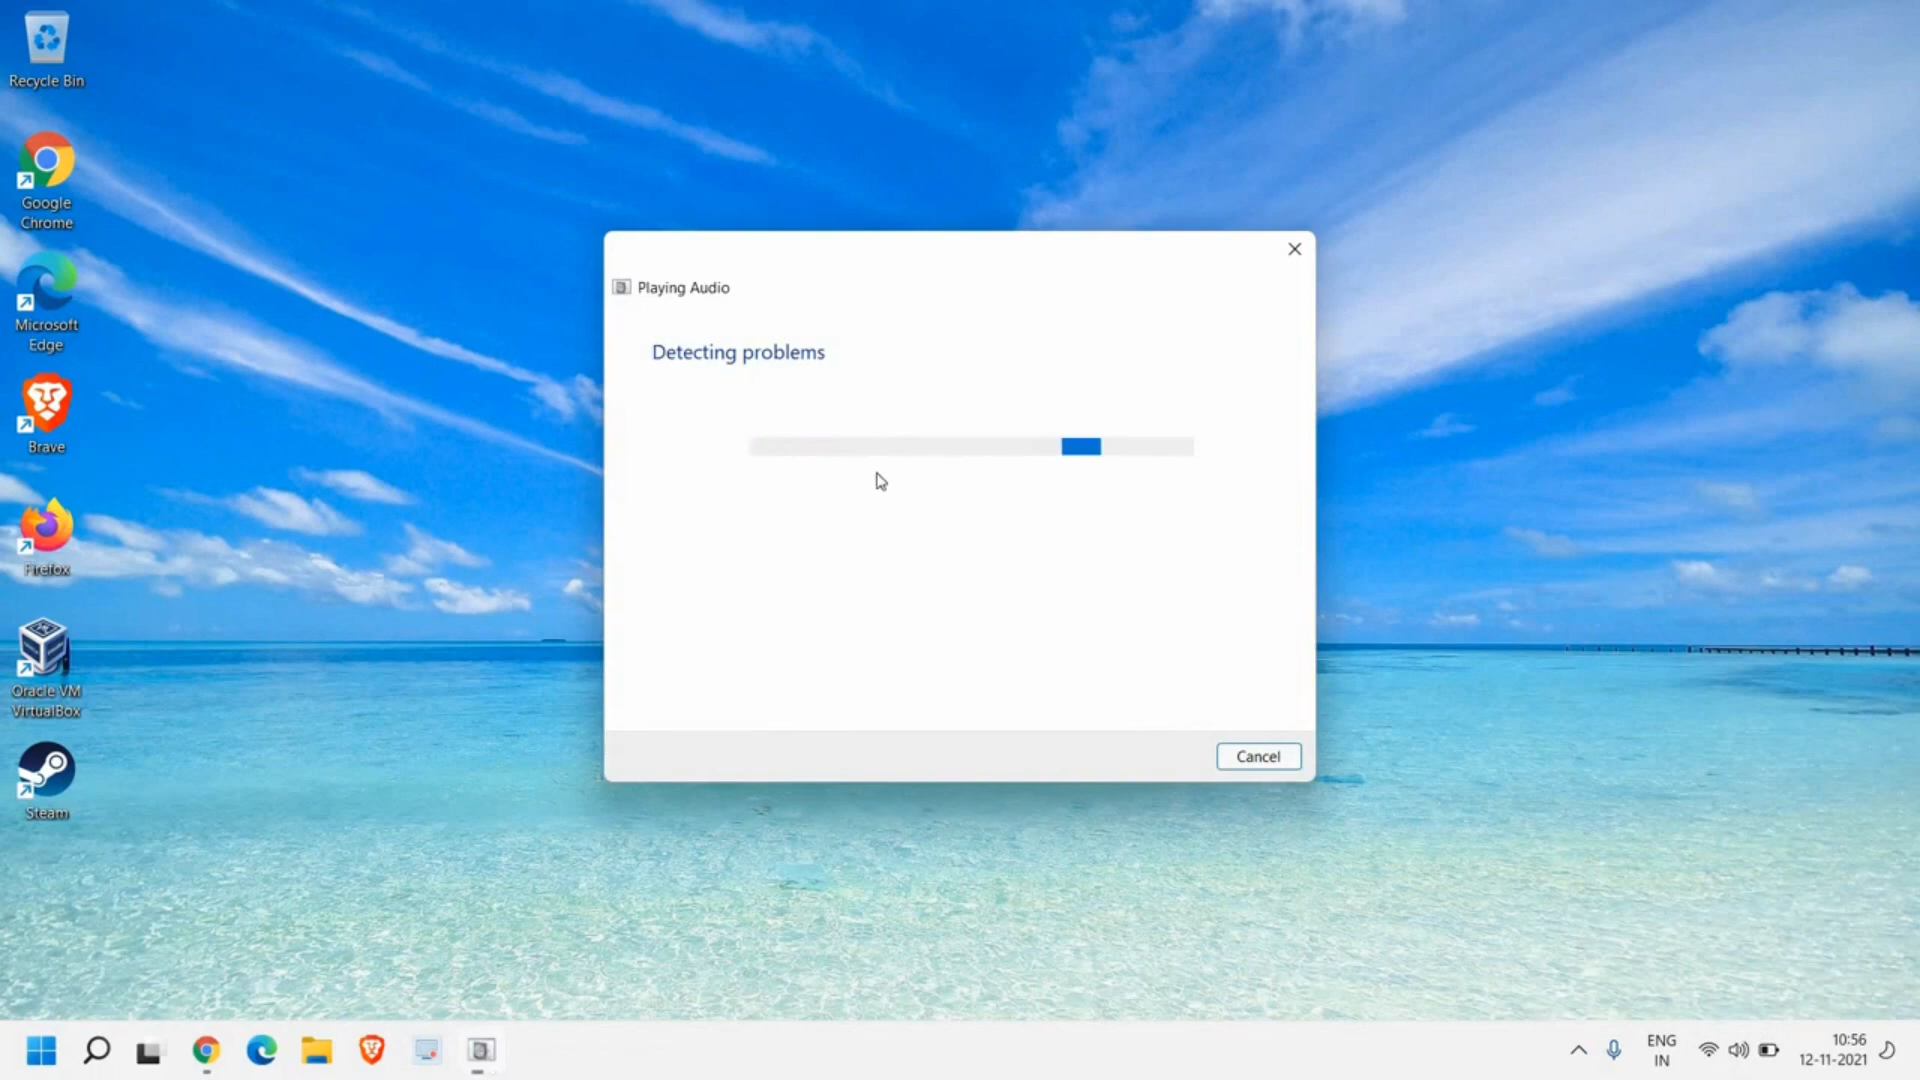 Recycle Bin
Google
Chrome
Microsoft
Edge
Brave
Firefox
Oracle VM
VirtualBox
Steam
Playing Audio
Detecting problems
Cancel
ENG
IN
10:56
12-11-2021